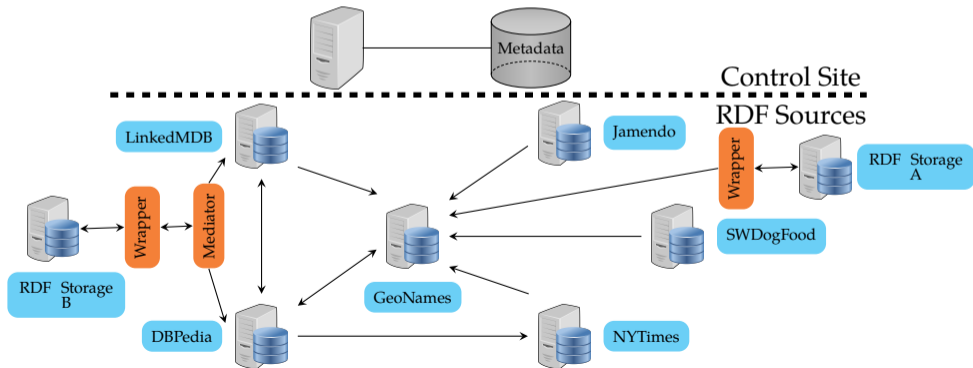 Metadata
Control Site
RDF Sources
LinkedMDB
Jamendo
Wrapper
RDF Storage
A
Wrapper
Mediator
SWDogFood
RDF Storage
B
GeoNames
DBPedia
NYTimes